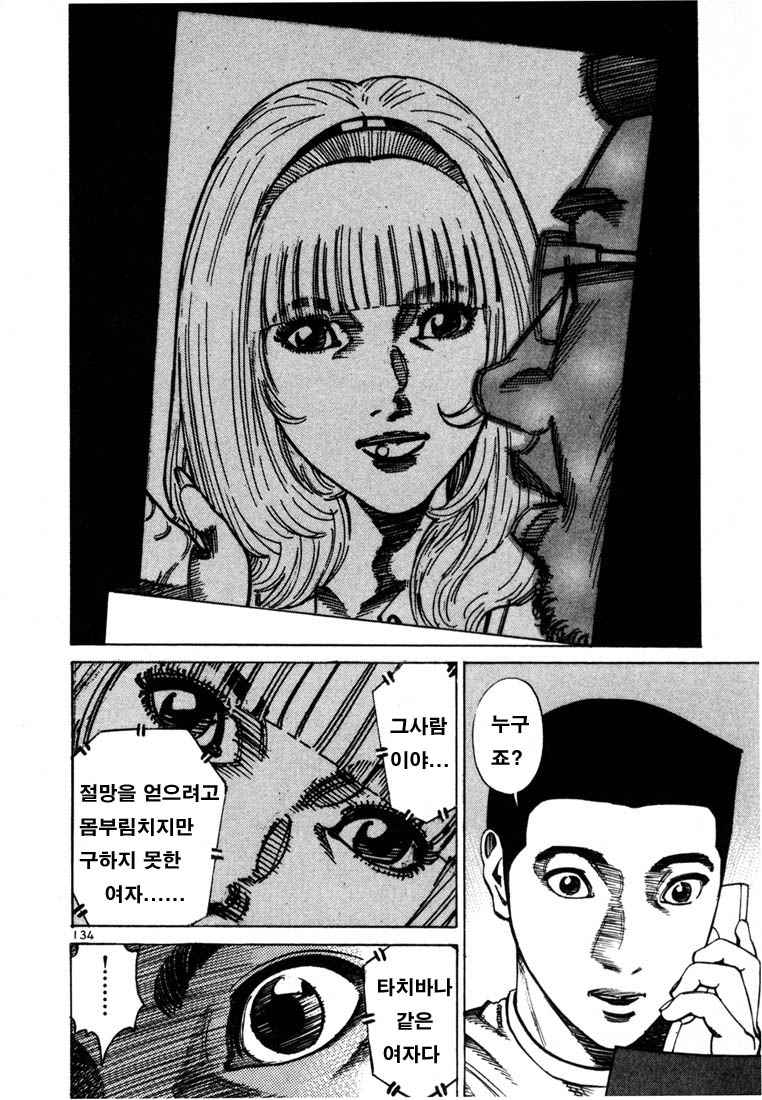 누구
죠?
그사람
이야...
절망을 얻으려고
몸부림치지만
구하지 못한
여자......
134
타치바나
같은
여자다
!......